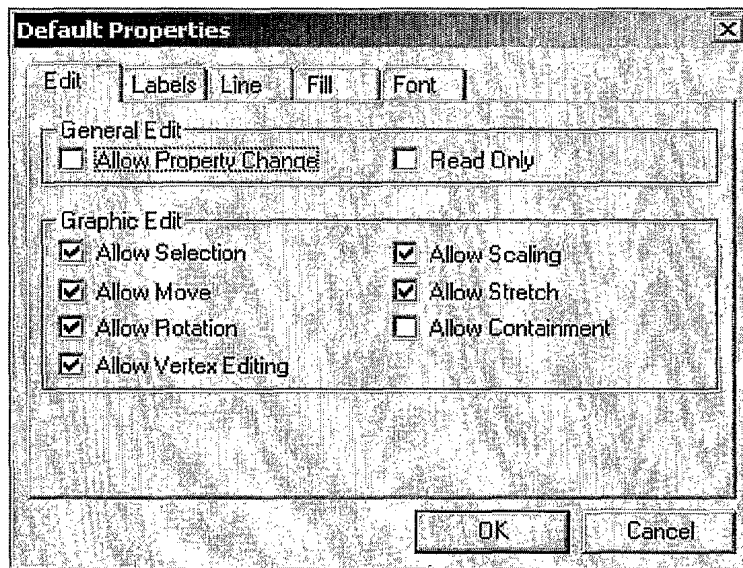 Default Properties
Edit Labels Line Fill Font
General Edit
Allow Property Change Read Only
Graphic Edit
Allow Selection Allow Scaling
Allow Move Allow Stretch
Allow Rotation Allow Containment
Allow Vertex Editing
OK Cancel